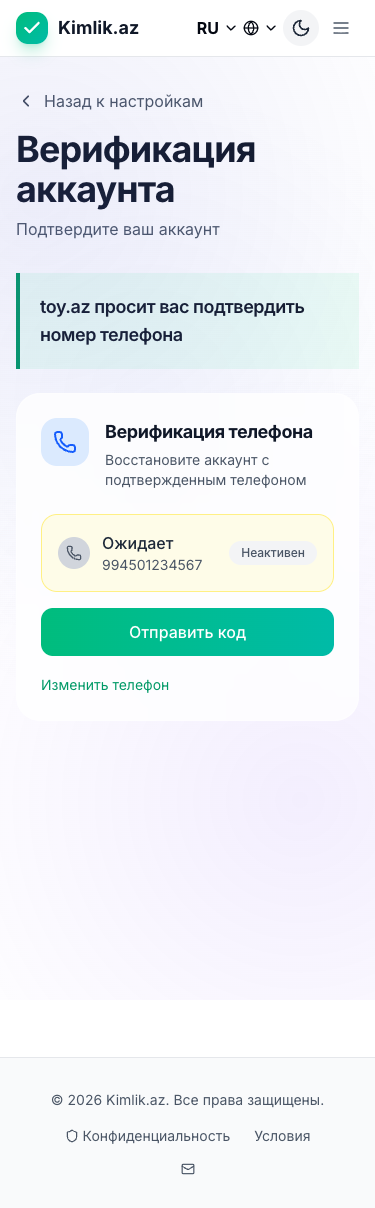 Kimlik.az
RU
Назад к настройкам
Верификация
аккаунта
Подтвердите ваш аккаунт
toy.az просит вас подтвердить
номер телефона
Верификация телефона
Восстановите аккаунт с
подтвержденным телефоном
Ожидает
994501234567
Неактивен
Отправить код
Изменить телефон
© 2026 Kimlik.az. Все права защищены.
Конфиденциальность Условия